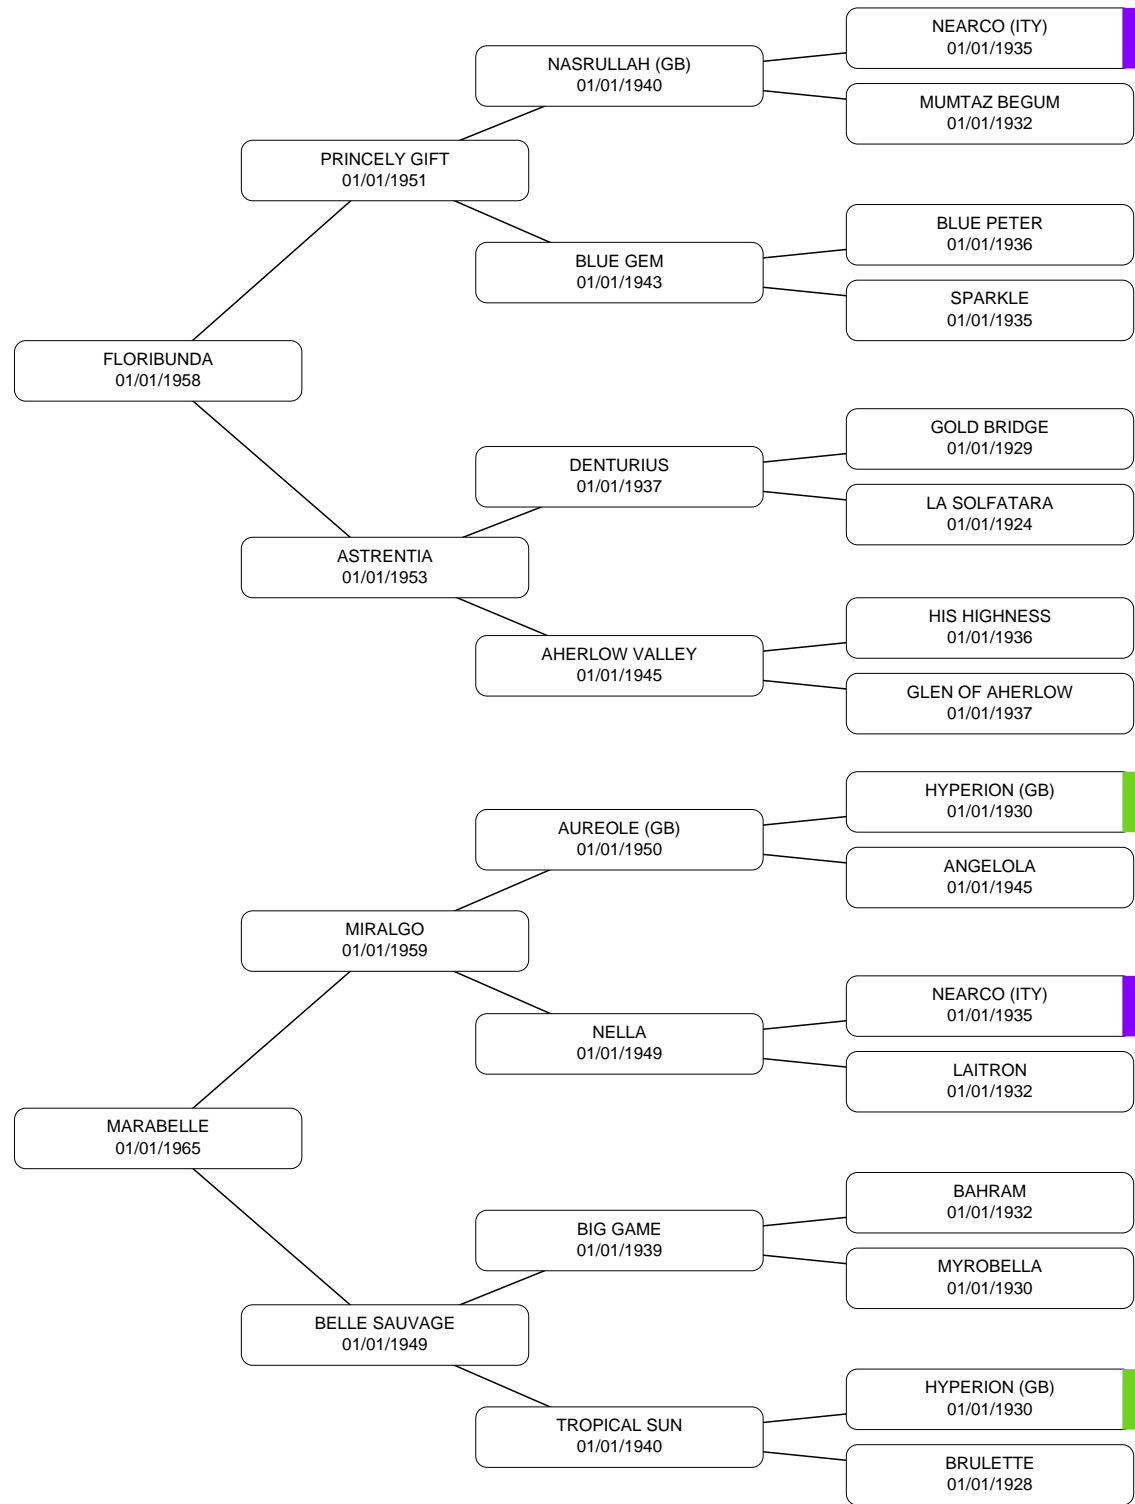 NEARCO (ITY)
01/01/1935
NASRULLAH (GB)
01/01/1940
MUMTAZ BEGUM
01/01/1932
PRINCELY GIFT
01/01/1951
BLUE PETER
01/01/1936
BLUE GEM
01/01/1943
SPARKLE
01/01/1935
FLORIBUNDA
01/01/1958
GOLD BRIDGE
01/01/1929
DENTURIUS
01/01/1937
LA SOLFATARA
01/01/1924
ASTRENTIA
01/01/1953
HIS HIGHNESS
01/01/1936
AHERLOW VALLEY
01/01/1945
GLEN OF AHERLOW
01/01/1937
HYPERION (GB)
01/01/1930
AUREOLE (GB)
01/01/1950
ANGELOLA
01/01/1945
MIRALGO
01/01/1959
NEARCO (ITY)
01/01/1935
NELLA
01/01/1949
LAITRON
01/01/1932
MARABELLE
01/01/1965
BAHRAM
01/01/1932
BIG GAME
01/01/1939
MYROBELLA
01/01/1930
BELLE SAUVAGE
01/01/1949
HYPERION (GB)
01/01/1930
TROPICAL SUN
01/01/1940
BRULETTE
01/01/1928